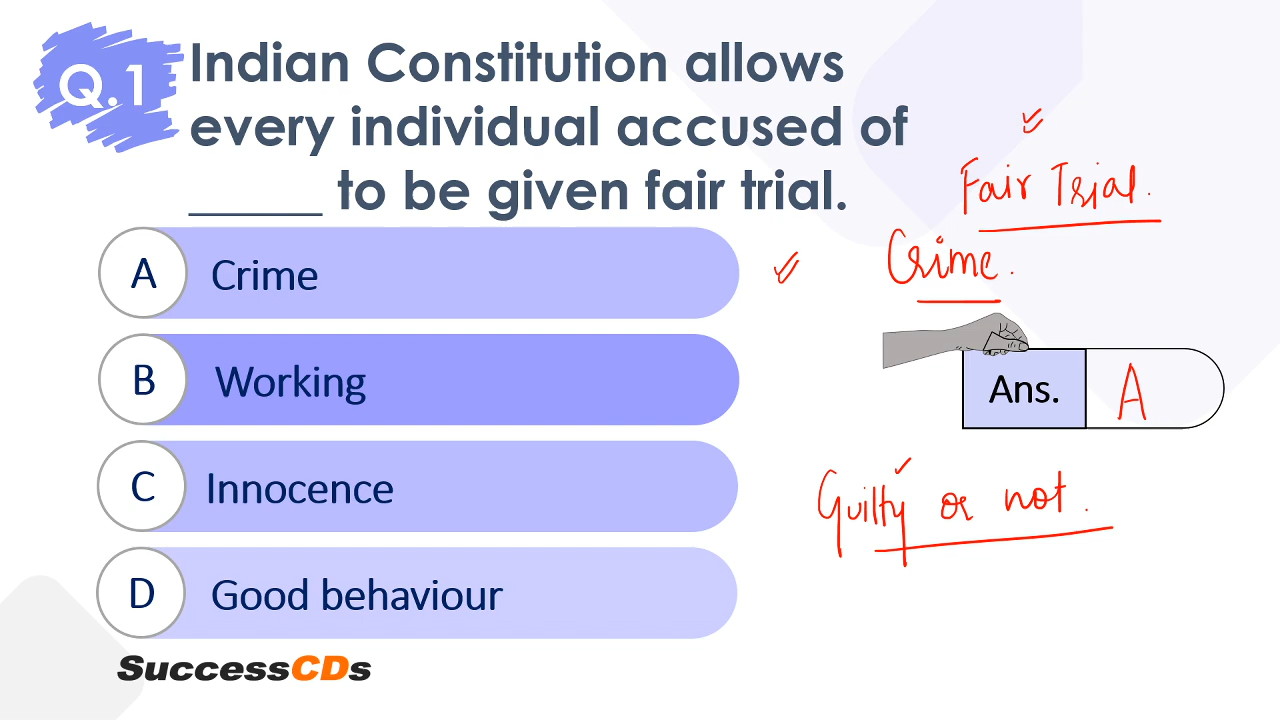 Q.1
Indian Constitution allows
every individual accused of
_____ to be given fair trial.
Fair Trial.
A Crime
Crime.
B Working
Ans. A
C Innocence
Guilty or not.
D Good behaviour
SuccessCDs